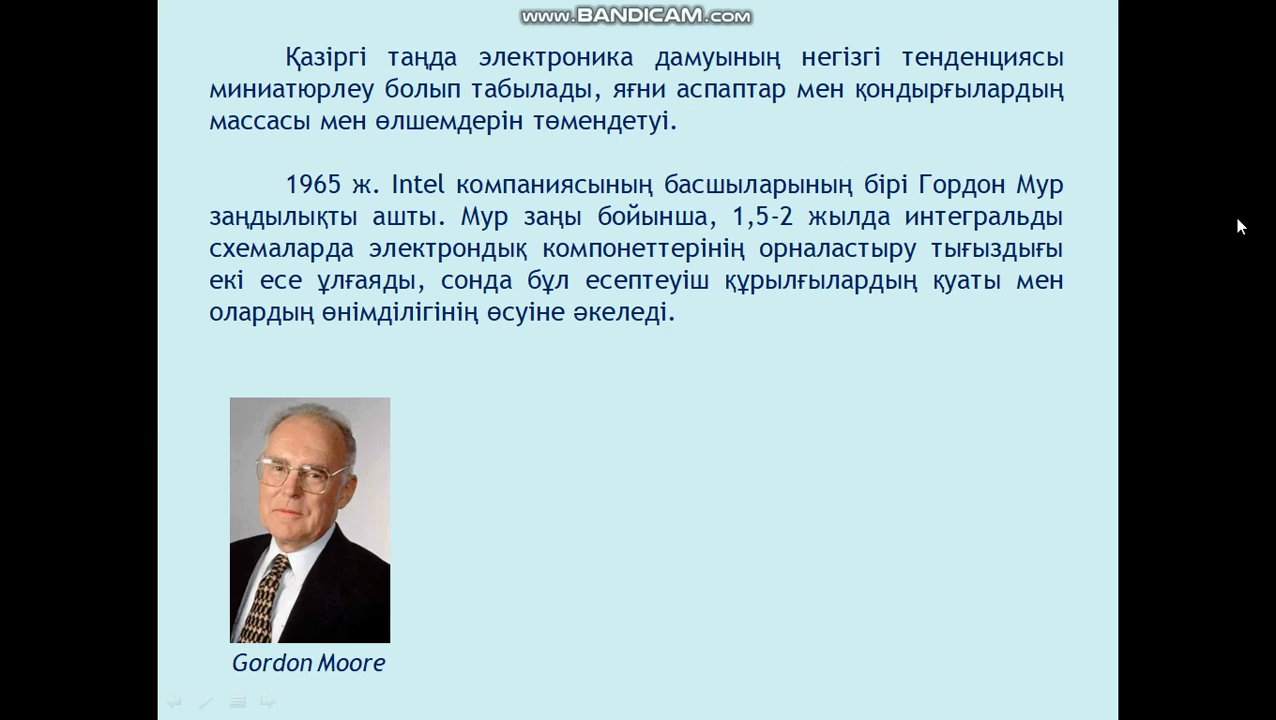 www.BANDICAM.com
Қазіргі таңда электроника дамуының негізгі тенденциясы
миниатюрлеу болып табылады, яғни аспаптар мен қондырғылардың
массасы мен өлшемдерін төмендетуі.
1965 ж. Intel компаниясының басшыларының бірі Гордон Мур
заңдылықты ашты. Мур заңы бойынша, 1,5-2 жылда интегральды
схемаларда электрондық компонеттерінің орналастыру тығыздығы
екі есе ұлғаяды, сонда бұл есептеуіш құрылғылардың қуаты мен
олардың өнімділігінің өсуіне әкеледі.
Gordon Moore